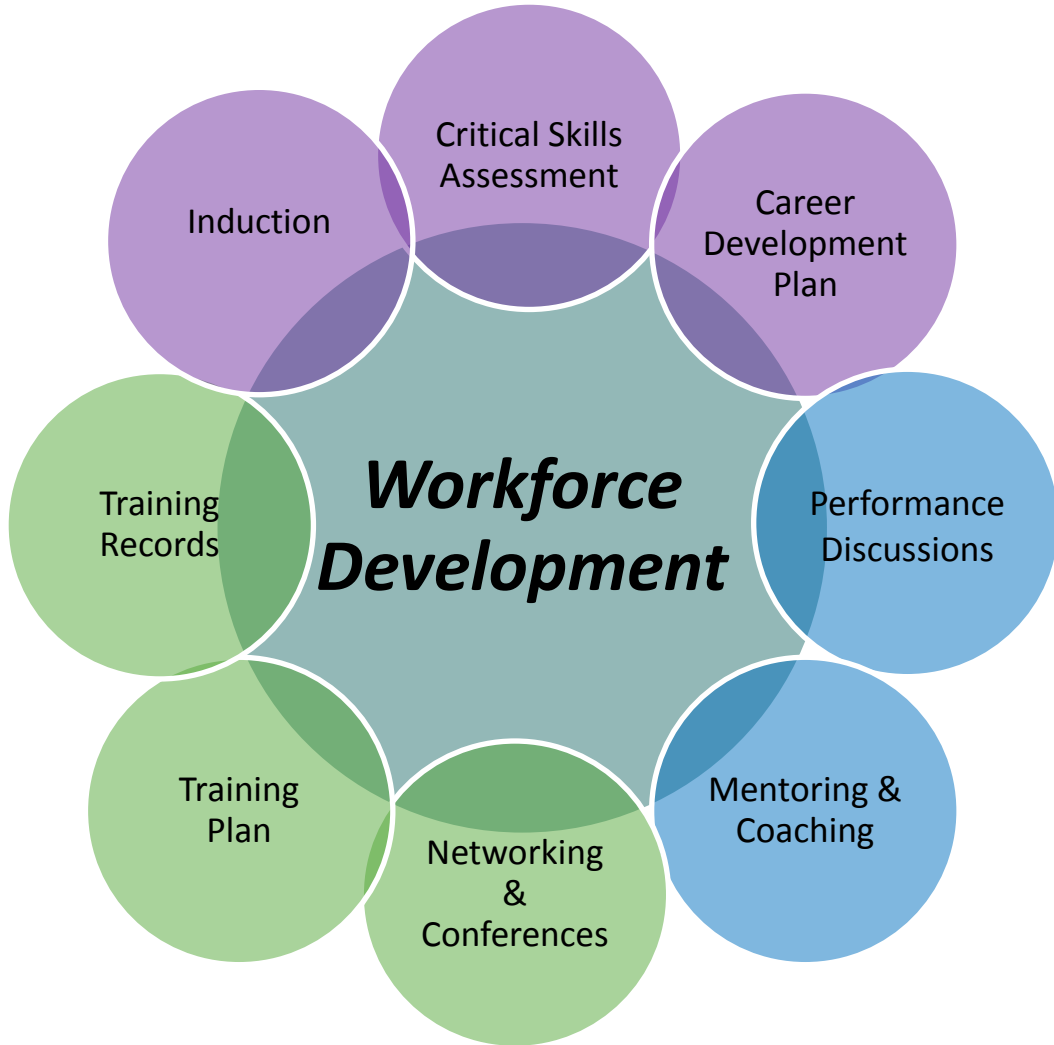 Critical Skills
Assessment
Career
Development
Plan
Performance
Discussions
Mentoring &
Coaching
Networking
&
Conferences
Training
Plan
Training
Records
Induction
Workforce
Development